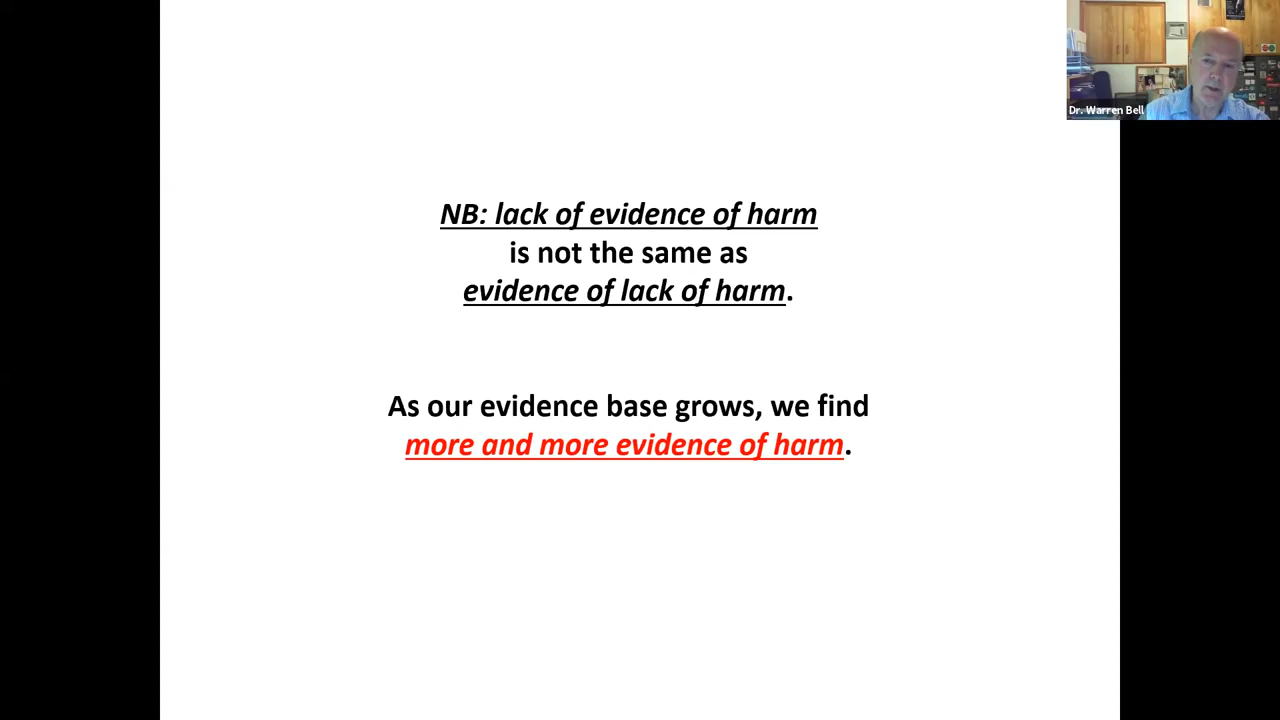 NB: lack of evidence of harm
is not the same as
evidence of lack of harm.
As our evidence base grows, we find
more and more evidence of harm.
Dr. Warren Bell